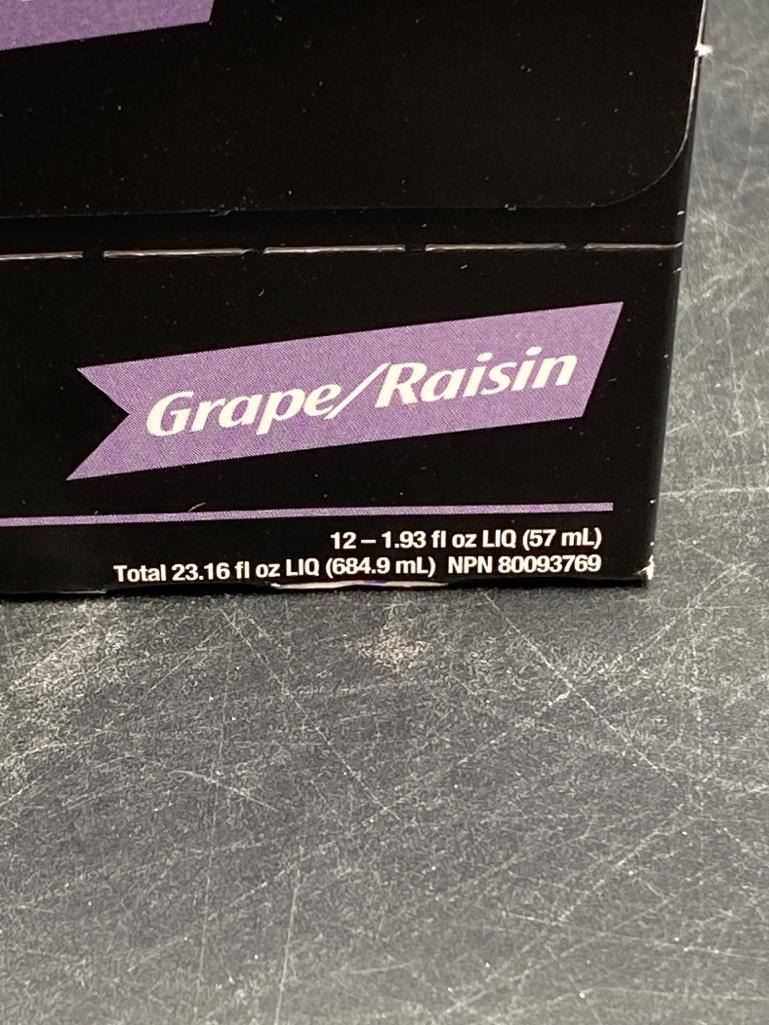 Grape/Raisin
12 – 1.93 fl oz LIQ (57 mL)
Total 23.16 fl oz LIQ (684.9 mL) NPN 80093769